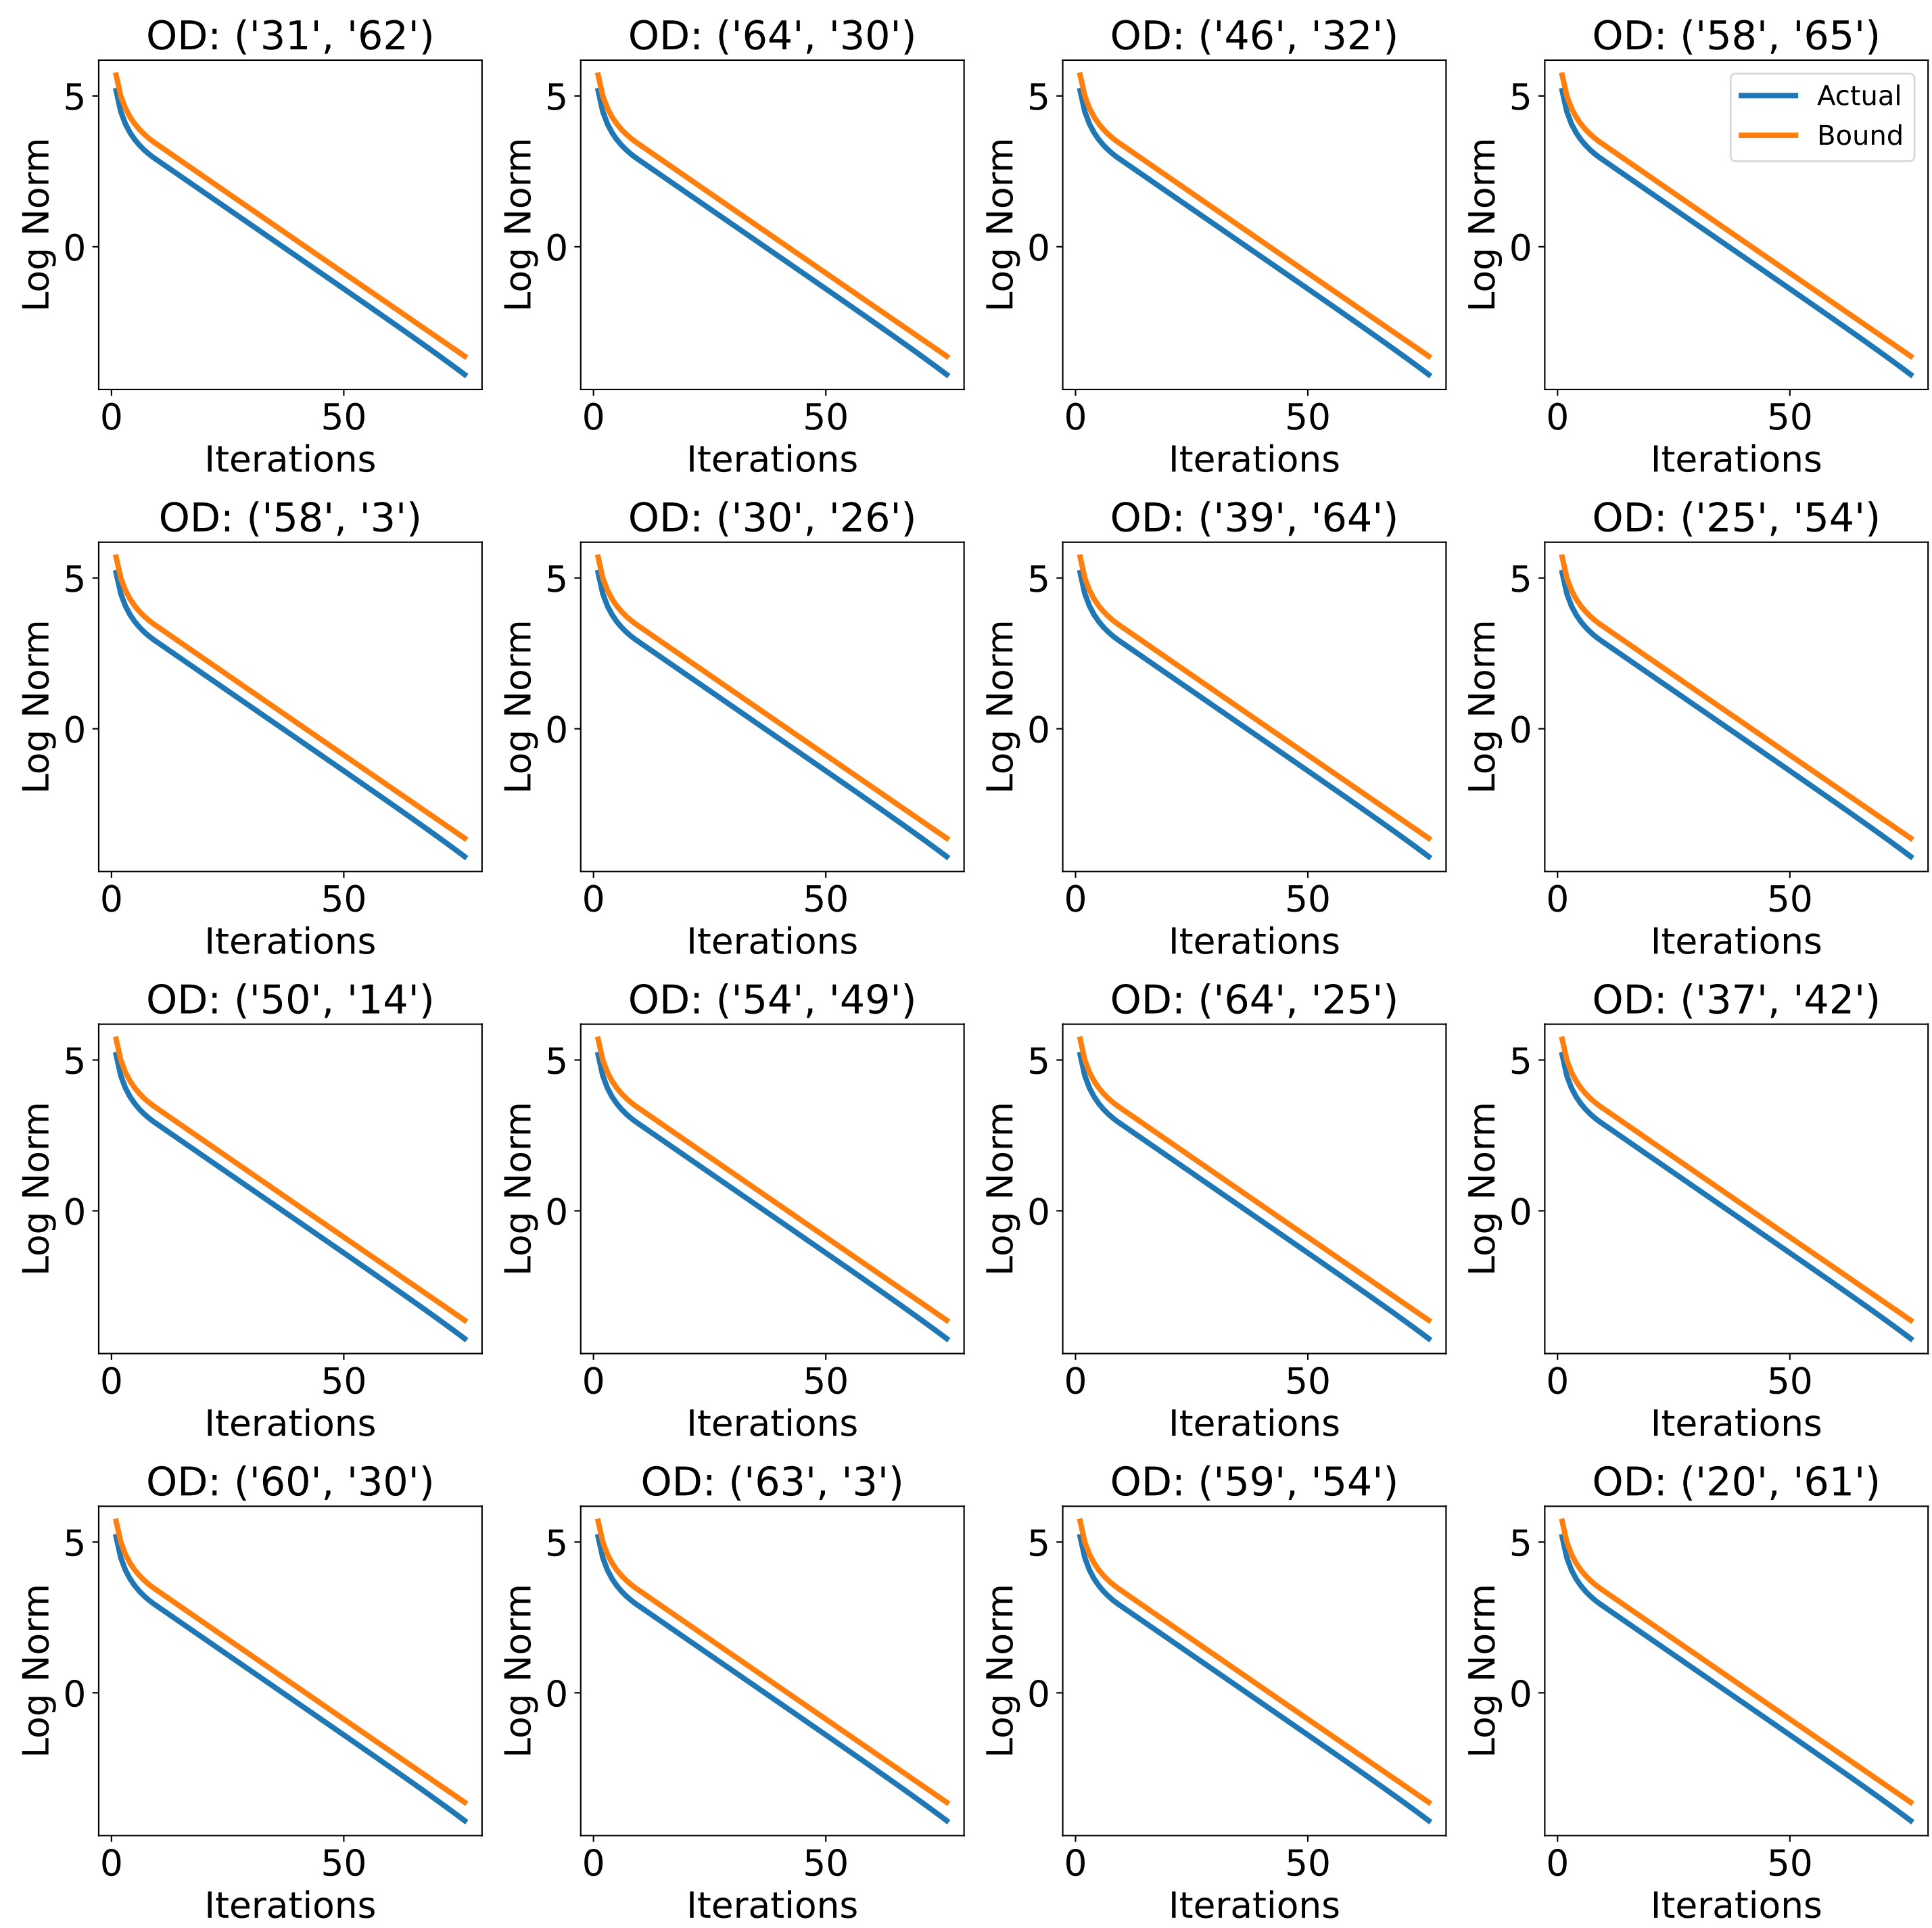 OD: ('31', '62')
OD: ('64', '30')
OD: ('46', '32')
OD: ('58', '65')
5
0
Log Norm
0
50
Iterations
5
0
Log Norm
0
50
Iterations
5
0
Log Norm
0
50
Iterations
5
0
Log Norm
Actual
Bound
0
50
Iterations
OD: ('58', '3')
OD: ('30', '26')
OD: ('39', '64')
OD: ('25', '54')
5
0
Log Norm
0
50
Iterations
5
0
Log Norm
0
50
Iterations
5
0
Log Norm
0
50
Iterations
5
0
Log Norm
0
50
Iterations
OD: ('50', '14')
OD: ('54', '49')
OD: ('64', '25')
OD: ('37', '42')
5
0
Log Norm
0
50
Iterations
5
0
Log Norm
0
50
Iterations
5
0
Log Norm
0
50
Iterations
5
0
Log Norm
0
50
Iterations
OD: ('60', '30')
OD: ('63', '3')
OD: ('59', '54')
OD: ('20', '61')
5
0
Log Norm
0
50
Iterations
5
0
Log Norm
0
50
Iterations
5
0
Log Norm
0
50
Iterations
5
0
Log Norm
0
50
Iterations